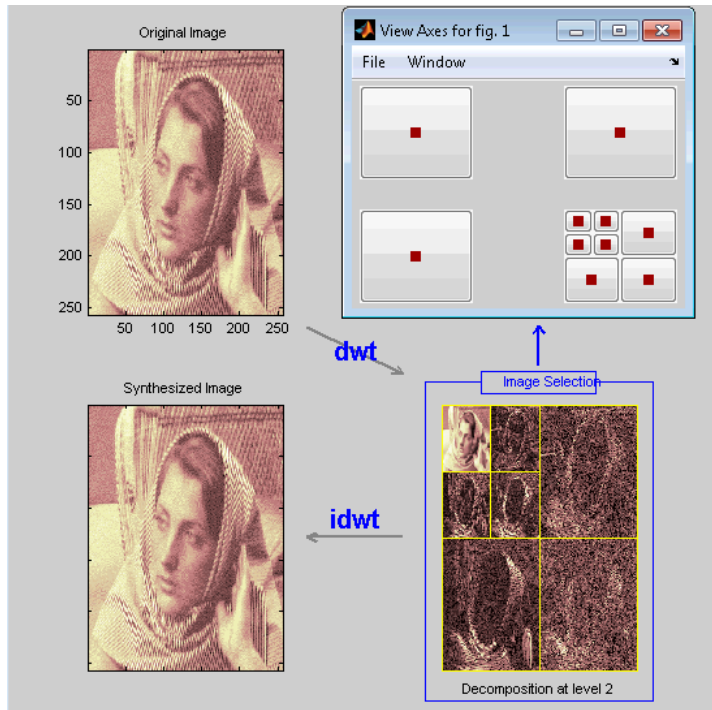 Original Image
50
100
150
200
250
50 100 150 200 250
View Axes for fig. 1
File Window
dwt
Synthesized Image
idwt
Image Selection
Decomposition at level 2